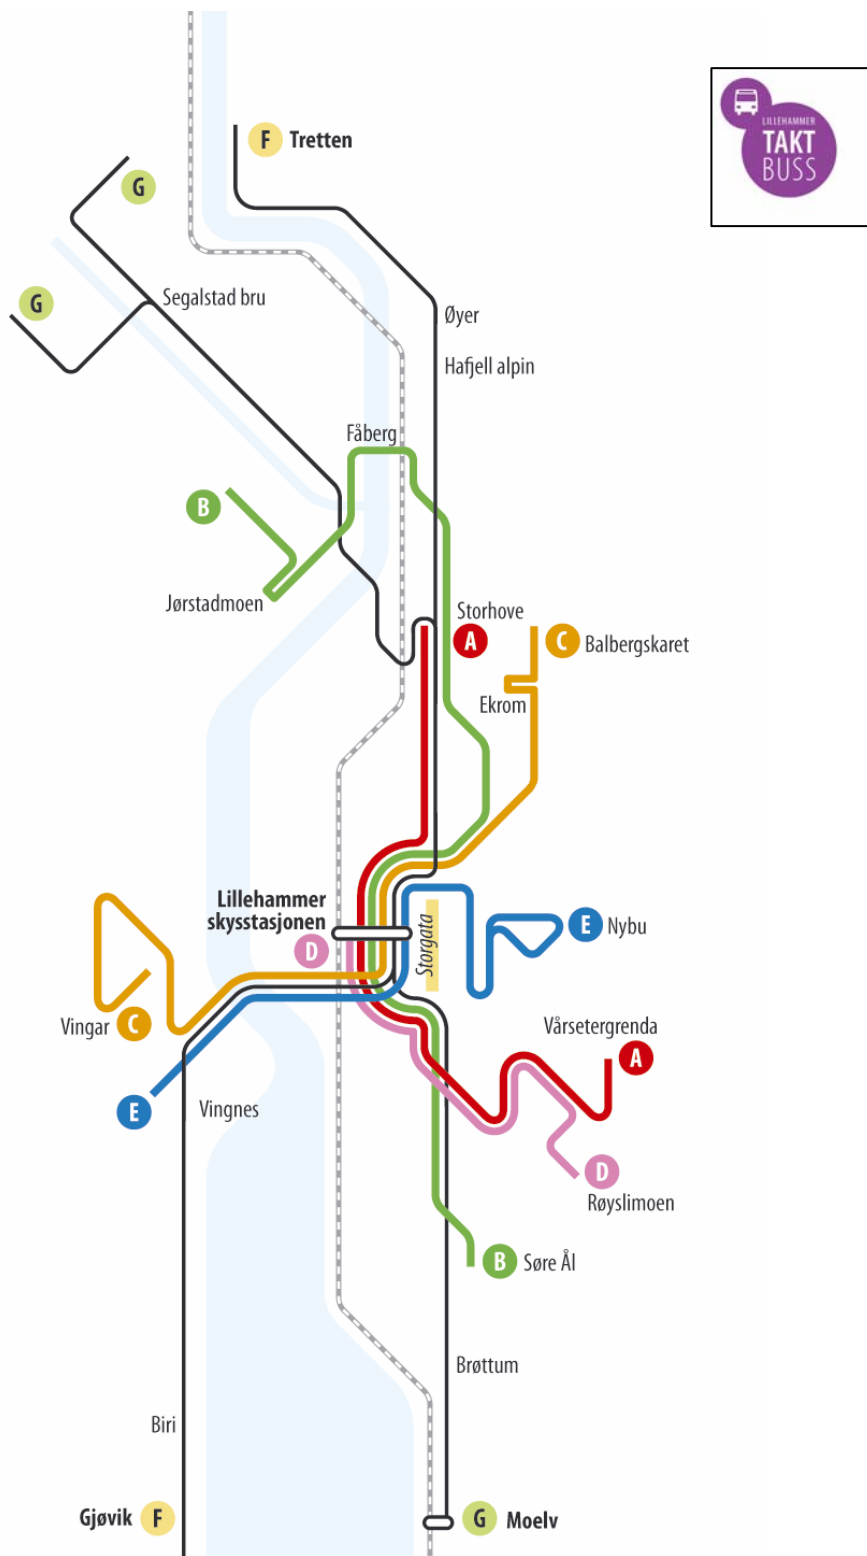 F Tretten
LILLEHAMMER
TAKT
BUSS
G
G
Segalstad bru
Øyer
Hafjell alpin
Fåberg
B
Jørstadmoen
Storhove
A
C Balbergskaret
Ekrom
Lillehammer
skysstasjonen
D
Storgata
E Nybu
Vingar C
Vårsetergrenda
A
E
Vingnes
D
Røyslimoen
B Søre Ål
Brøttum
Biri
Gjøvik F
G Moelv